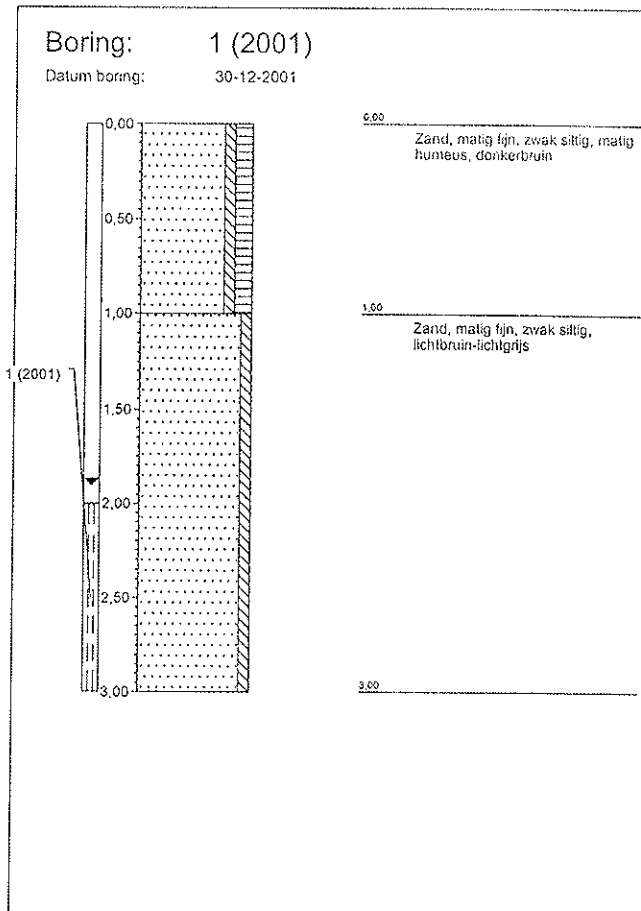 Boring: 1 (2001)
Datum boring: 30-12-2001
0,00
0,50
1,00
1,50
2,00
2,50
3,00
1 (2001)
0,00
Zand, matig fijn, zwak siltig, matig
humeus, donkerbruin
1,00
Zand, matig fijn, zwak siltig,
lichtbruin-lichtgrijs
3,00